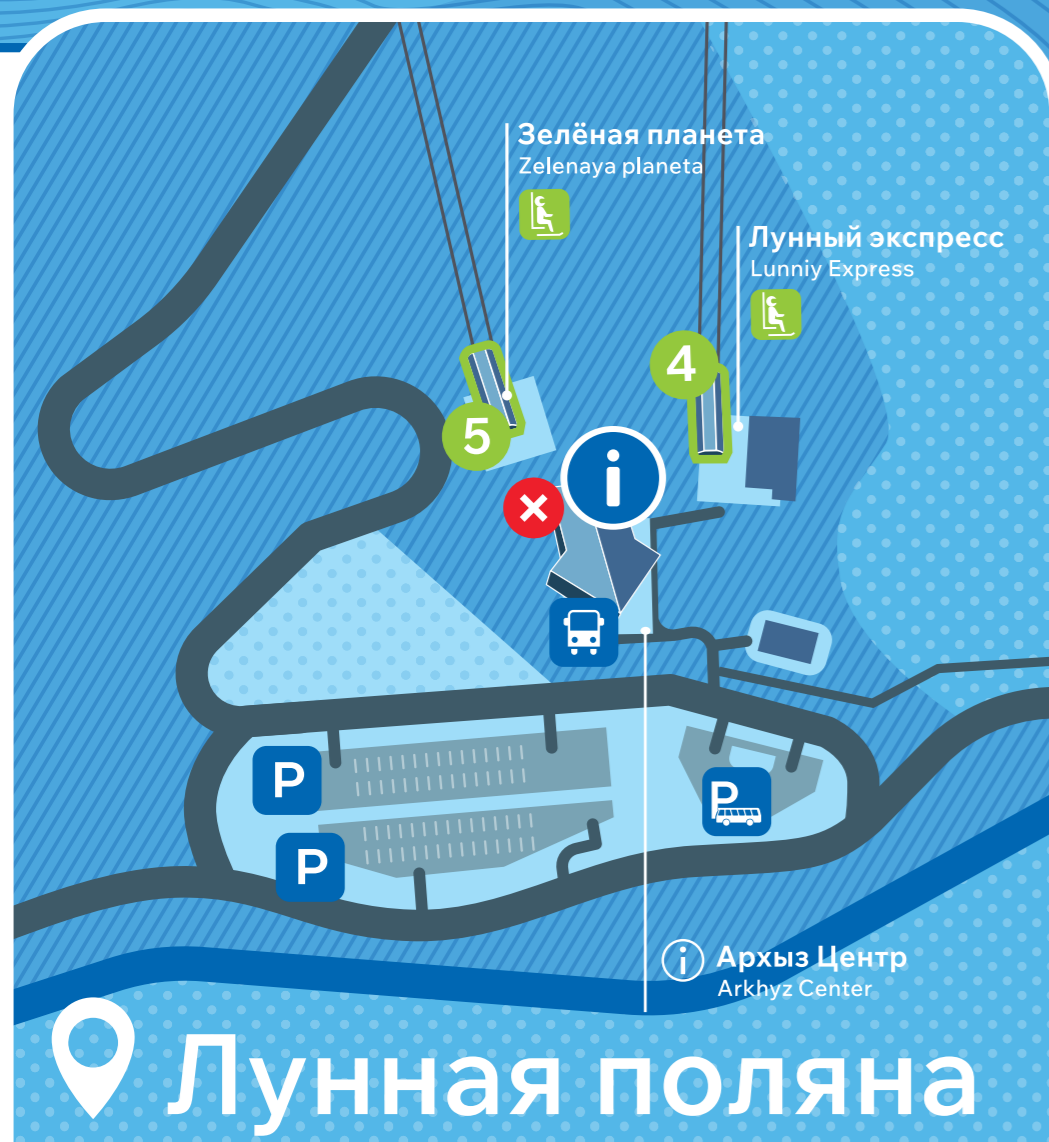 Зелёная планета
Zelenaya planeta
Лунный экспресс
Lunniy Express
4
5
i
P
P
P
i
Архыз Центр
Arkhyz Center
Лунная поляна